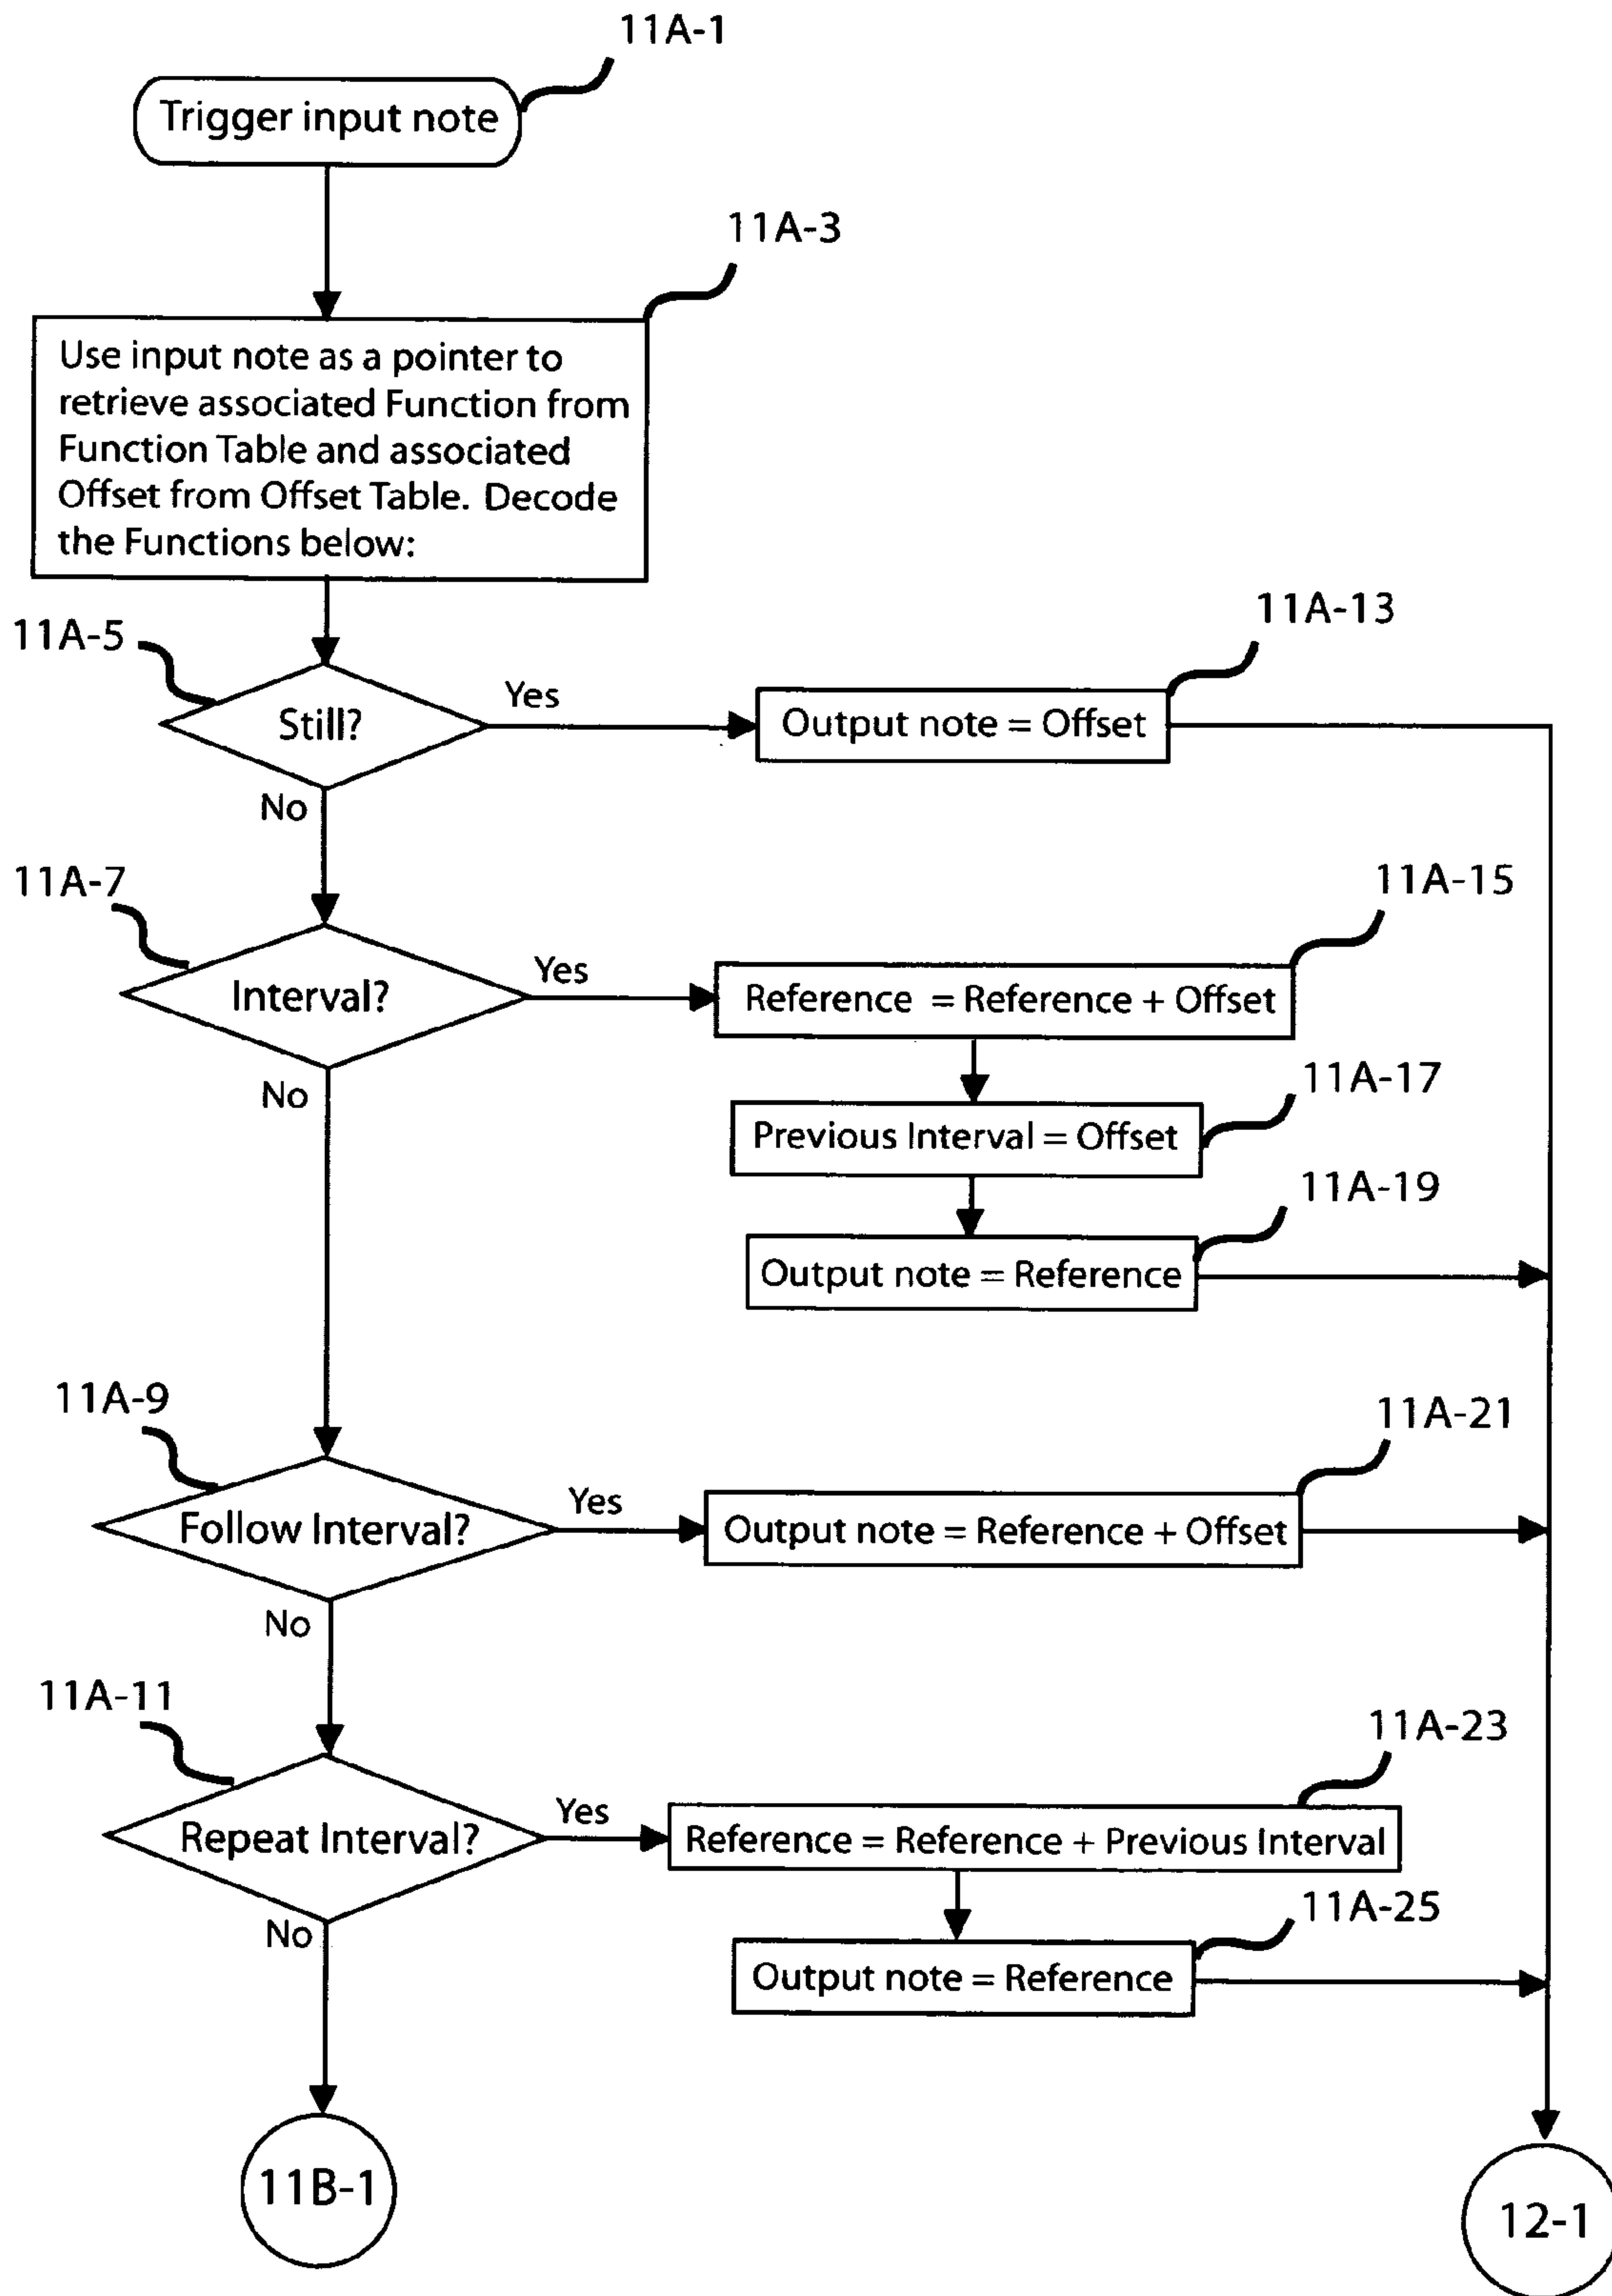 11A-1
Trigger input note
11A-3
Use input note as a pointer to
retrieve associated Function from
Function Table and associated
Offset from Offset Table. Decode
the Functions below:
11A-5
Still?
Yes
No
11A-13
Output note = Offset
11A-7
Interval?
Yes
No
11A-15
Reference = Reference + Offset
11A-17
Previous Interval = Offset
11A-19
Output note = Reference
11A-9
Follow Interval?
Yes
No
11A-21
Output note = Reference + Offset
11A-11
Repeat Interval?
Yes
No
11A-23
Reference = Reference + Previous Interval
11A-25
Output note = Reference
11B-1
12-1